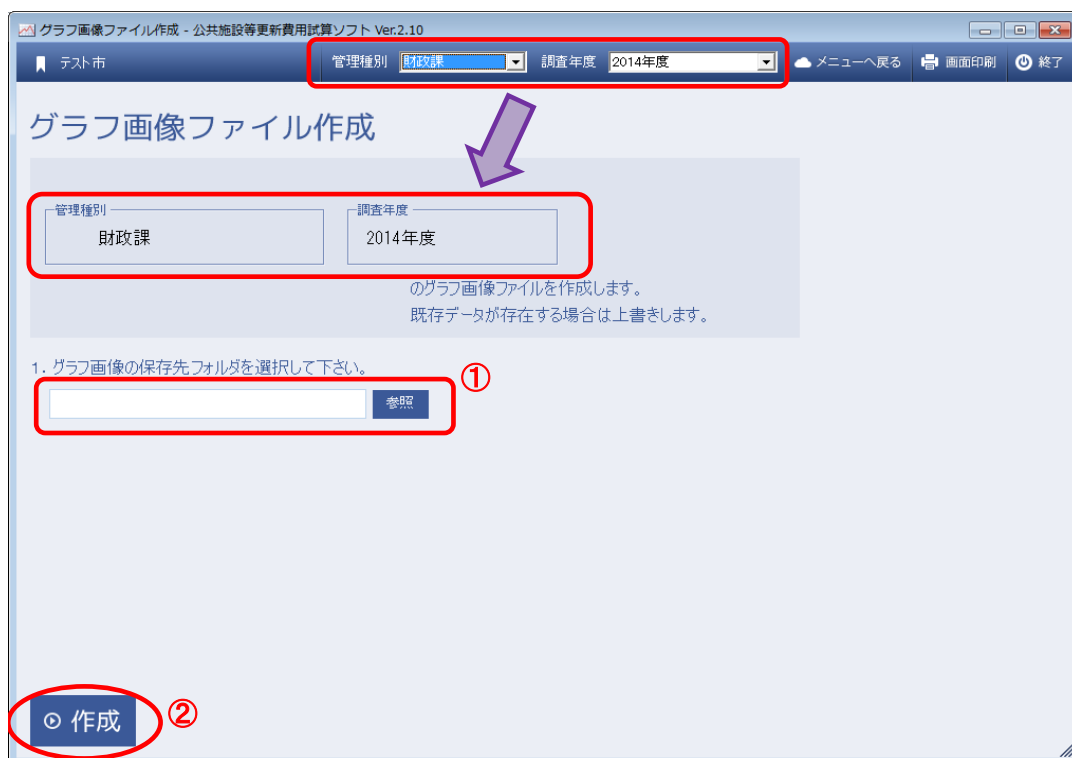 グラフ画像ファイル作成 - 公共施設等更新費用試算ソフト Ver.2.10
テスト市 管理種別 財政課 調査年度 2014年度 メニューへ戻る 画面印刷 終了
グラフ画像ファイル作成
管理種別 調査年度
財政課 2014年度
のグラフ画像ファイルを作成します。
既存データが存在する場合は上書きします。
1. グラフ画像の保存先フォルダを選択して下さい。
①
参照
作成 ②